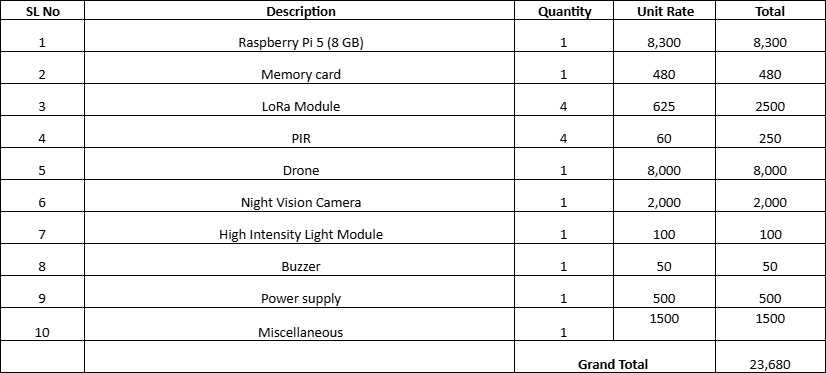 SL No Description Quantity Unit Rate Total
1 Raspberry Pi 5 (8 GB) 1 8,300 8,300
2 Memory card 1 480 480
3 LoRa Module 4 625 2500
4 PIR 4 60 250
5 Drone 1 8,000 8,000
6 Night Vision Camera 1 2,000 2,000
7 High Intensity Light Module 1 100 100
8 Buzzer 1 50 50
9 Power supply 1 500 500
10 Miscellaneous 1 1500 1500
Grand Total 23,680